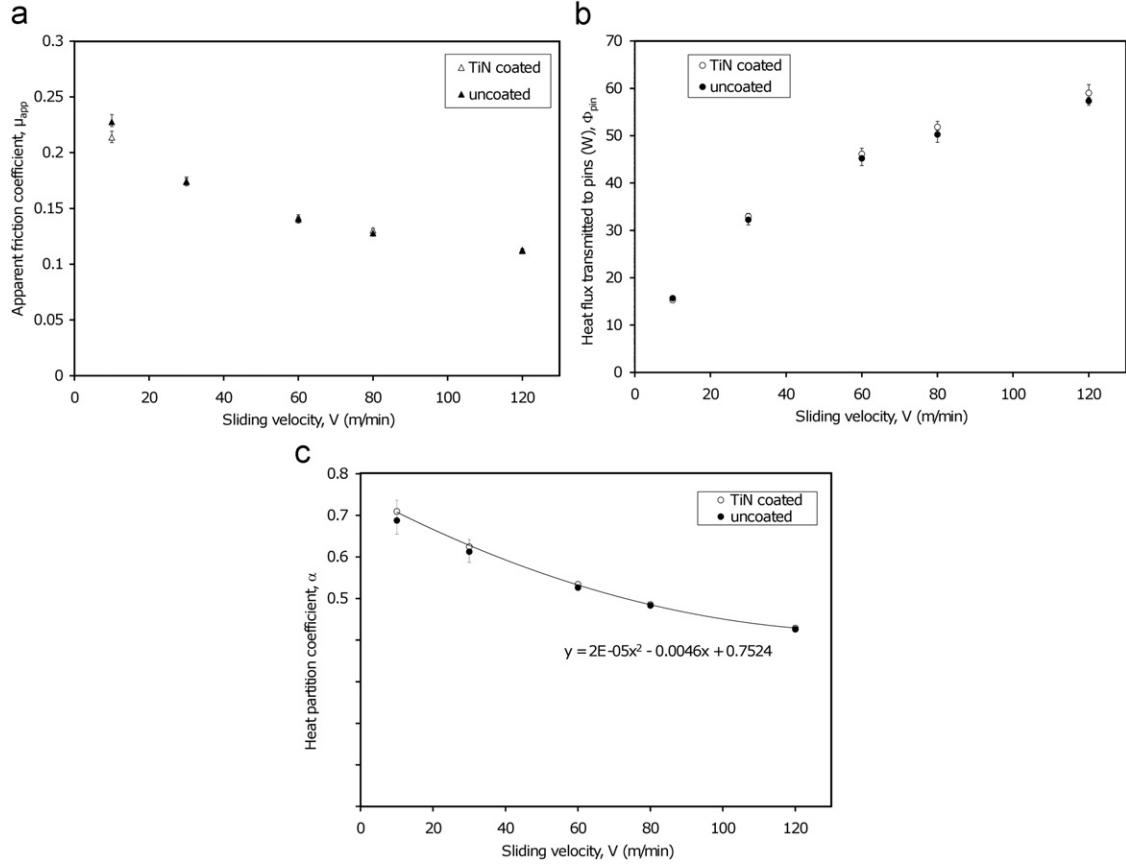 a
0.3
0.25
0.2
0.15
0.1
0.05
0
Apparent friction coefficient, μapp
TiN coated
uncoated
0 20 40 60 80 100 120
Sliding velocity, V (m/min)
b
70
60
50
40
30
20
10
0
Heat flux transmitted to pins (W), Φpin
TiN coated
uncoated
0 20 40 60 80 100 120
Sliding velocity, V (m/min)
c
0.8
0.7
0.6
0.5
Heat partition coefficient, α
TiN coated
uncoated
y = 2E-05x² - 0.0046x + 0.7524
0 20 40 60 80 100 120
Sliding velocity, V (m/min)